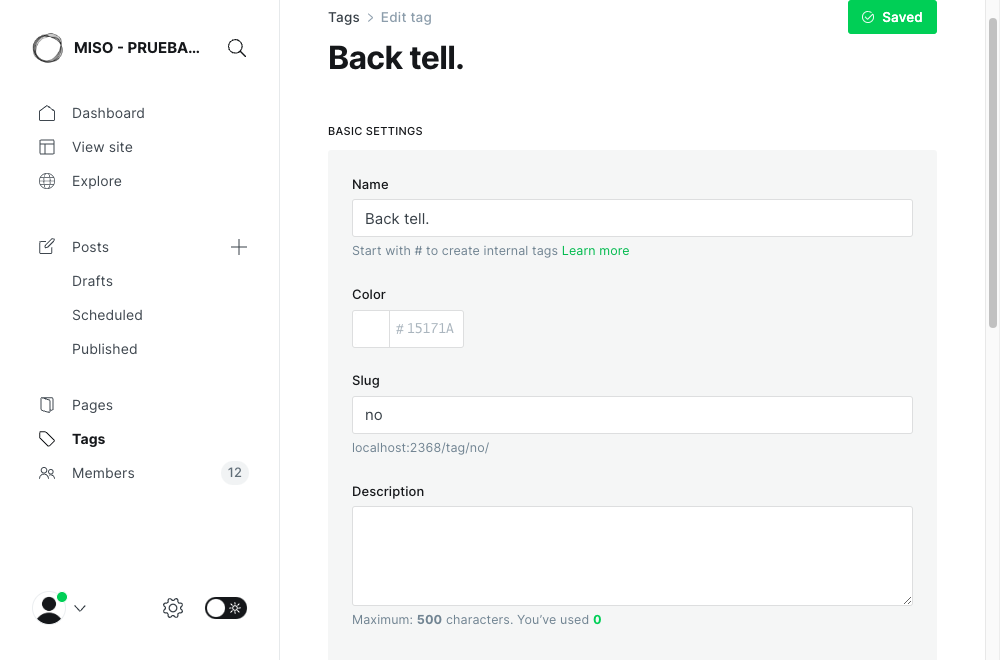 MISO - PRUEBA...
Dashboard
View site
Explore
Posts
Drafts
Scheduled
Published
Pages
Tags
Members
12
Tags > Edit tag
Saved
Back tell.
BASIC SETTINGS
Name
Back tell.
Start with # to create internal tags Learn more
Color
# 15171A
Slug
no
localhost:2368/tag/no/
Description
Maximum: 500 characters. You’ve used 0